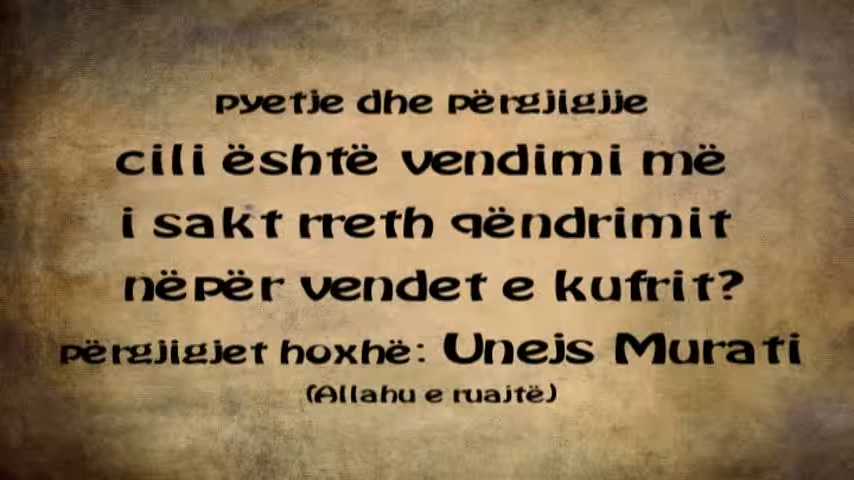 pyetje dhe përgjigjje
cili është vendimi më
i sakt rreth qëndrimit
nëpër vendet e kufrit?
përgjigjet hoxhë: Unejs Murati
(Allahu e ruajtë)